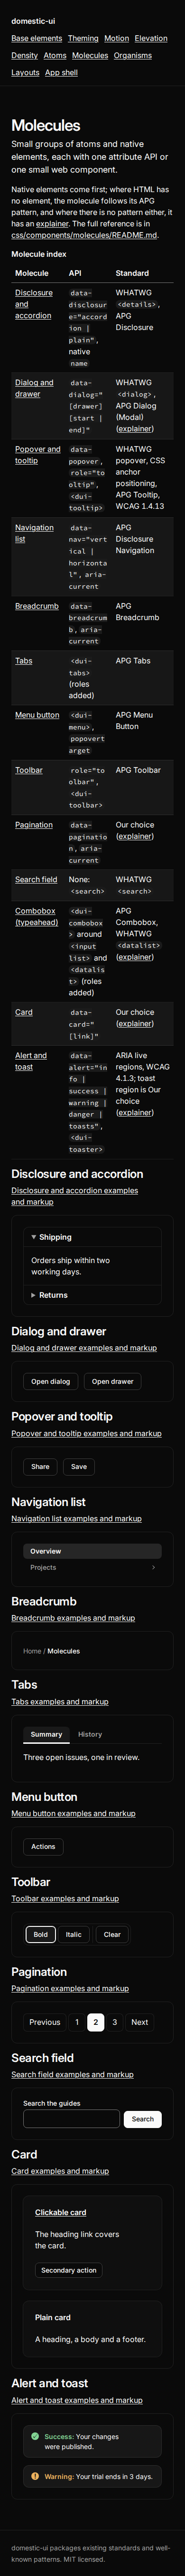 domestic-ui
Base elements Theming Motion Elevation
Density Atoms Molecules Organisms
Layouts App shell
Molecules
Small groups of atoms and native
elements, each with one attribute API or
one small web component.
Native elements come first; where HTML has
no element, the molecule follows its APG
pattern, and where there is no pattern either, it
has an explainer. The full reference is in
css/components/molecules/README.md.
Molecule index
Molecule API Standard
Disclosure and accordion
data-disclosure="accordion | plain", native name
WHATWG <details>, APG Disclosure
Dialog and drawer
data-dialog="[drawer] [start | end]"
WHATWG <dialog>, APG Dialog (Modal) (explainer)
Popover and tooltip
data-popover, role="tooltip", <dui-tooltip>
WHATWG popover, CSS anchor positioning, APG Tooltip, WCAG 1.4.13
Navigation list
data-nav="vertical | horizontal", aria-current
APG Disclosure Navigation
Breadcrumb
data-breadcrumb, aria-current
APG Breadcrumb
Tabs
<dui-tabs> (roles added)
APG Tabs
Menu button
<dui-menu>, popovertarget
APG Menu Button
Toolbar
role="toolbar", <dui-toolbar>
APG Toolbar
Pagination
data-pagination, aria-current
Our choice (explainer)
Search field
None: <search>
WHATWG <search>
Combobox (typeahead)
<dui-combobox> around <input list> and <datalist> (roles added)
APG Combobox, WHATWG <datalist> (explainer)
Card
data-card="[link]"
Our choice (explainer)
Alert and toast
data-alert="info | success | warning | danger | toasts", <dui-toaster>
ARIA live regions, WCAG 4.1.3; toast region is Our choice (explainer)
Disclosure and accordion
Disclosure and accordion examples
and markup
▼ Shipping
Orders ship within two
working days.
▶ Returns
Dialog and drawer
Dialog and drawer examples and markup
Open dialog Open drawer
Popover and tooltip
Popover and tooltip examples and markup
Share Save
Navigation list
Navigation list examples and markup
Overview
Projects
Breadcrumb
Breadcrumb examples and markup
Home / Molecules
Tabs
Tabs examples and markup
Summary History
Three open issues, one in review.
Menu button
Menu button examples and markup
Actions
Toolbar
Toolbar examples and markup
Bold Italic Clear
Pagination
Pagination examples and markup
Previous 1 2 3 Next
Search field
Search field examples and markup
Search the guides
Search
Card
Card examples and markup
Clickable card
The heading link covers
the card.
Secondary action
Plain card
A heading, a body and a footer.
Alert and toast
Alert and toast examples and markup
Success: Your changes
were published.
Warning: Your trial ends in 3 days.
domestic-ui packages existing standards and well-
known patterns. MIT licensed.